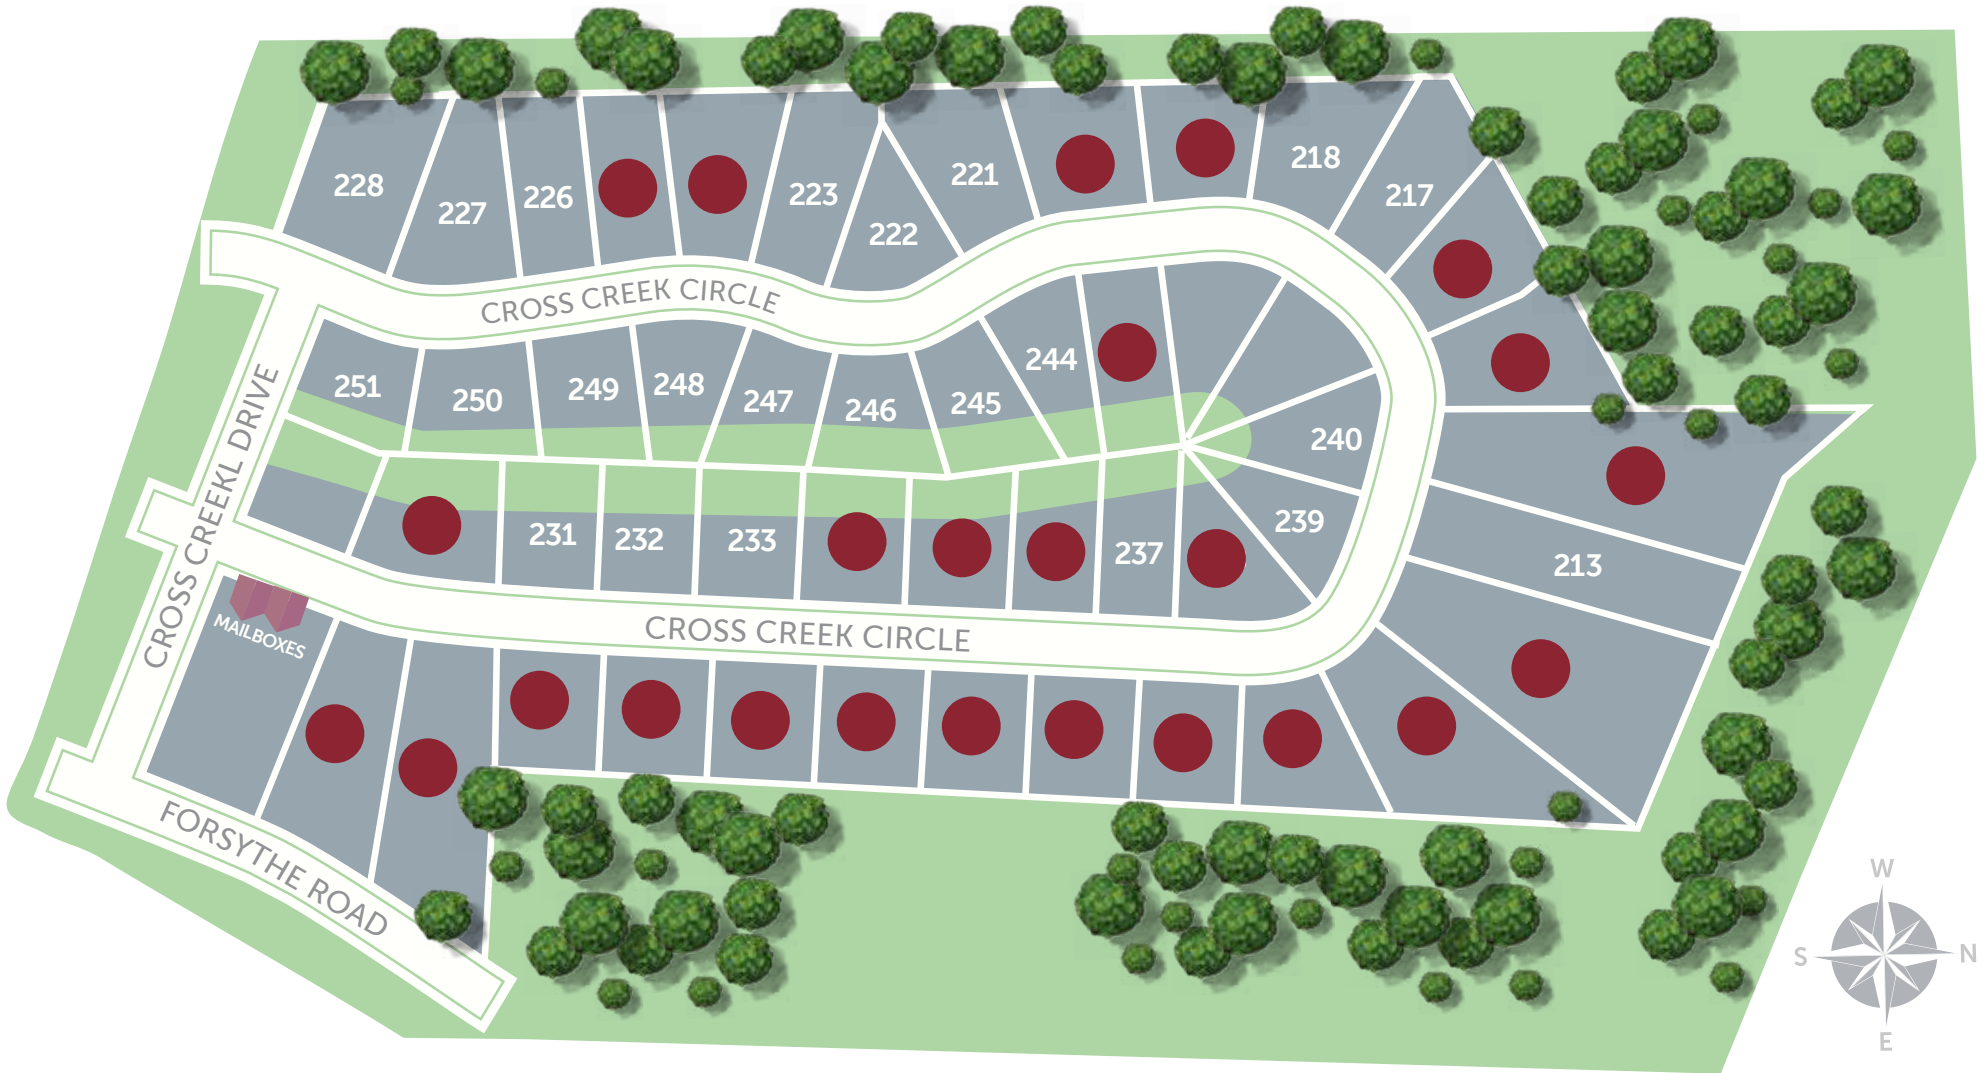 228
227
226
223
222
221
218
217
CROSS CREEK CIRCLE
251
250
249
248
247
246
245
244
240
239
CROSS CREEKL DRIVE
231
232
233
237
213
MAILBOXES
CROSS CREEK CIRCLE
FORSYTHE ROAD
W
S
N
E